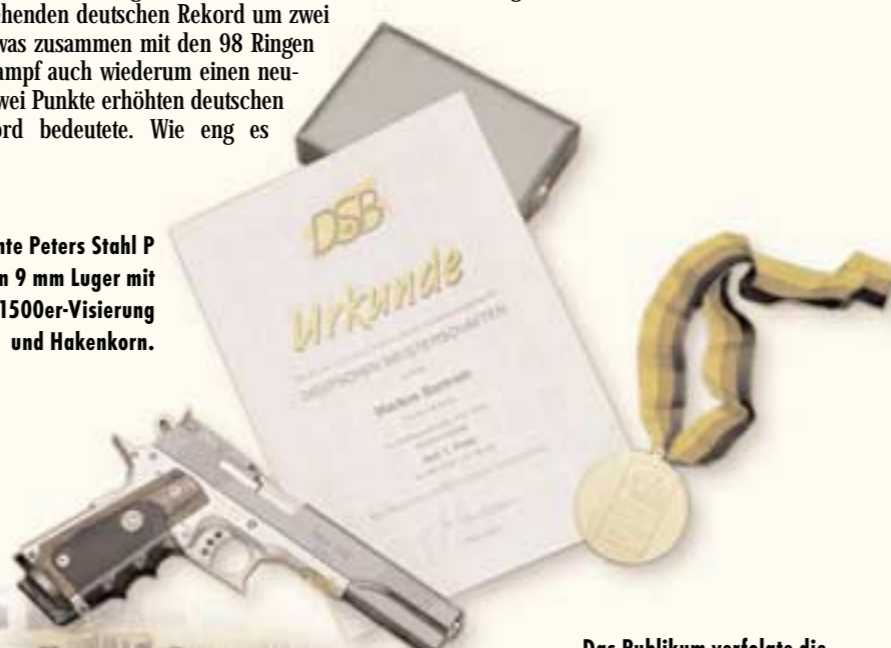 ehenden deutschen Rekord um zwei
was zusammen mit den 98 Ringen
ampf auch wiederum einen neu-
wei Punkte erhöhten deutschen
ord bedeutete. Wie eng es
nte Peters Stahl P
n 9 mm Luger mit
1500er-Visierung
und Hakenkorn.
DSB
Urkunde
DEUTSCHEN MEISTERSCHAFTEN
Das Publikum verfolgte die